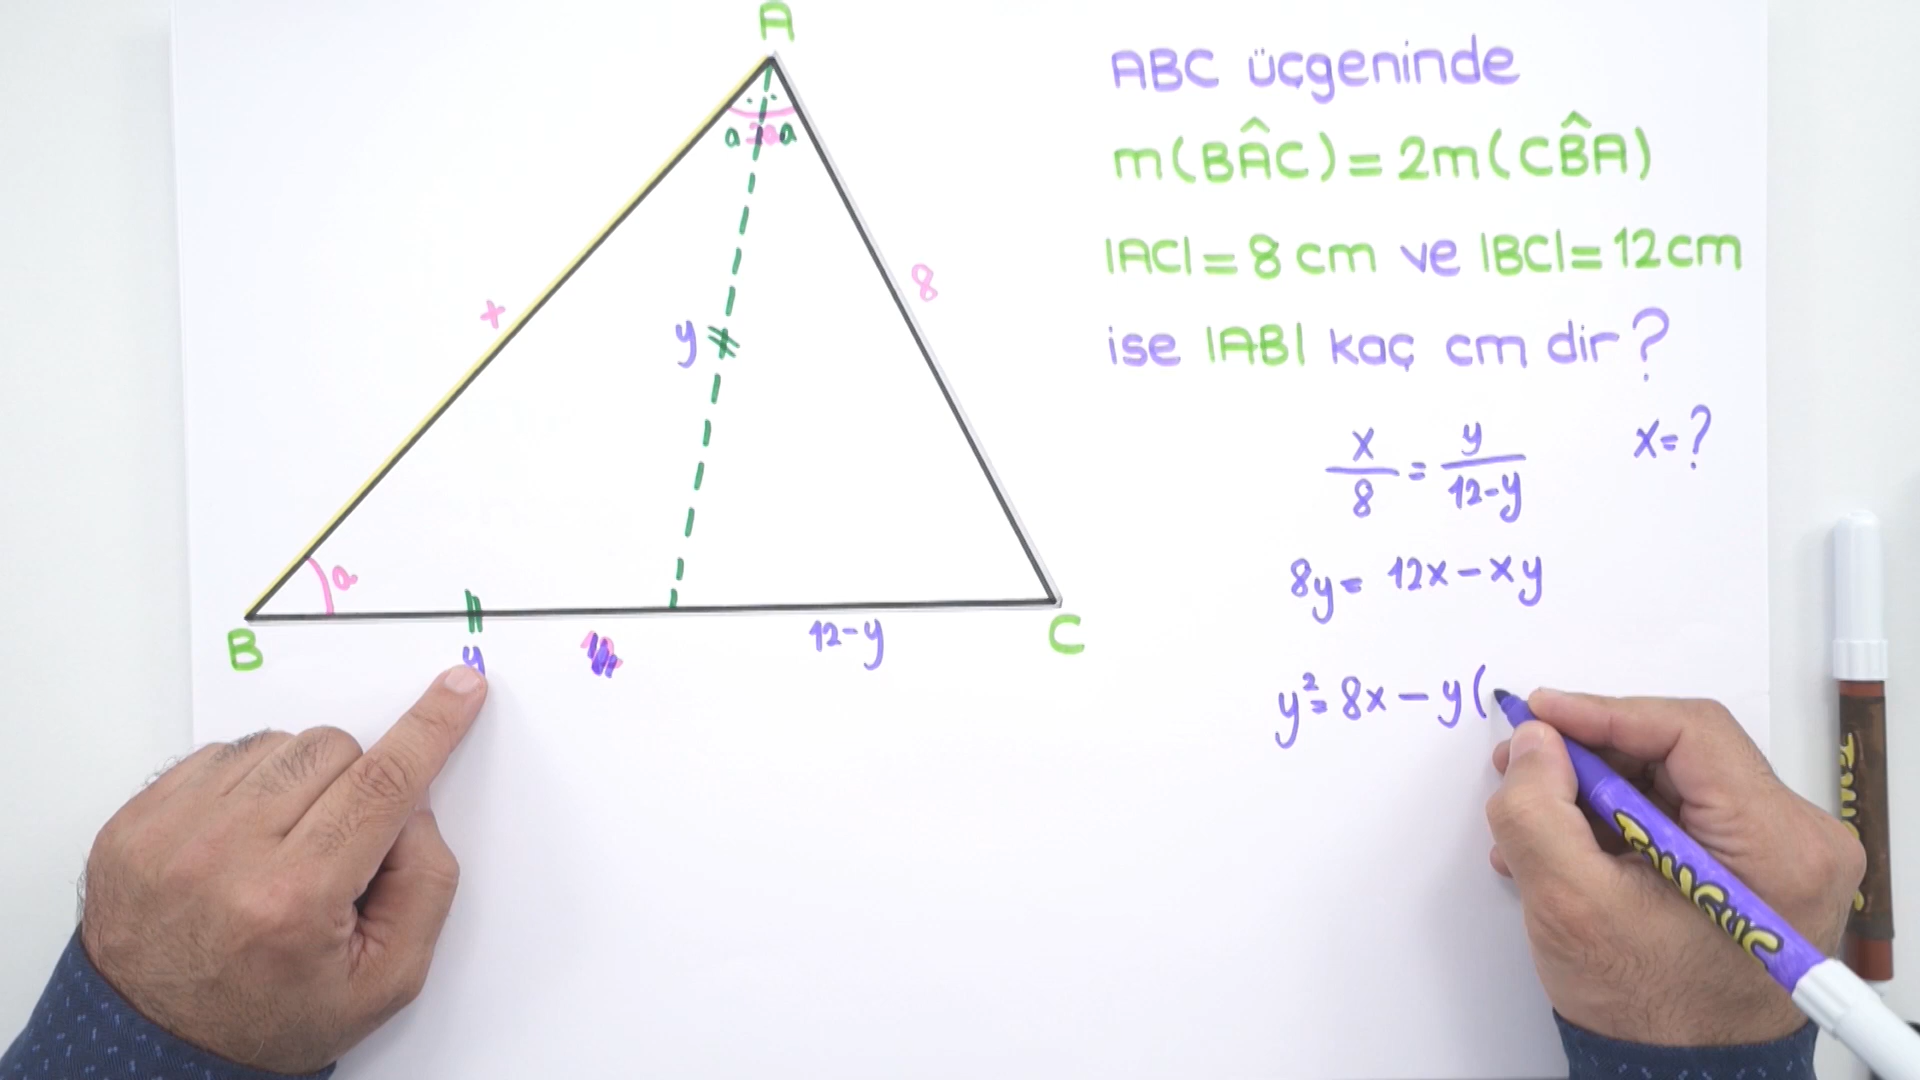 A
a a
x
y
8
a
B
y
12-y
C
ABC üçgeninde
m(BÂC) = 2m(CB̂A)
|AC| = 8 cm ve |BC| = 12 cm
ise |AB| kaç cm dir?
x/8 = y/12-y
x=?
8y = 12x - xy
y² = 8x - y(
TONGUÇ